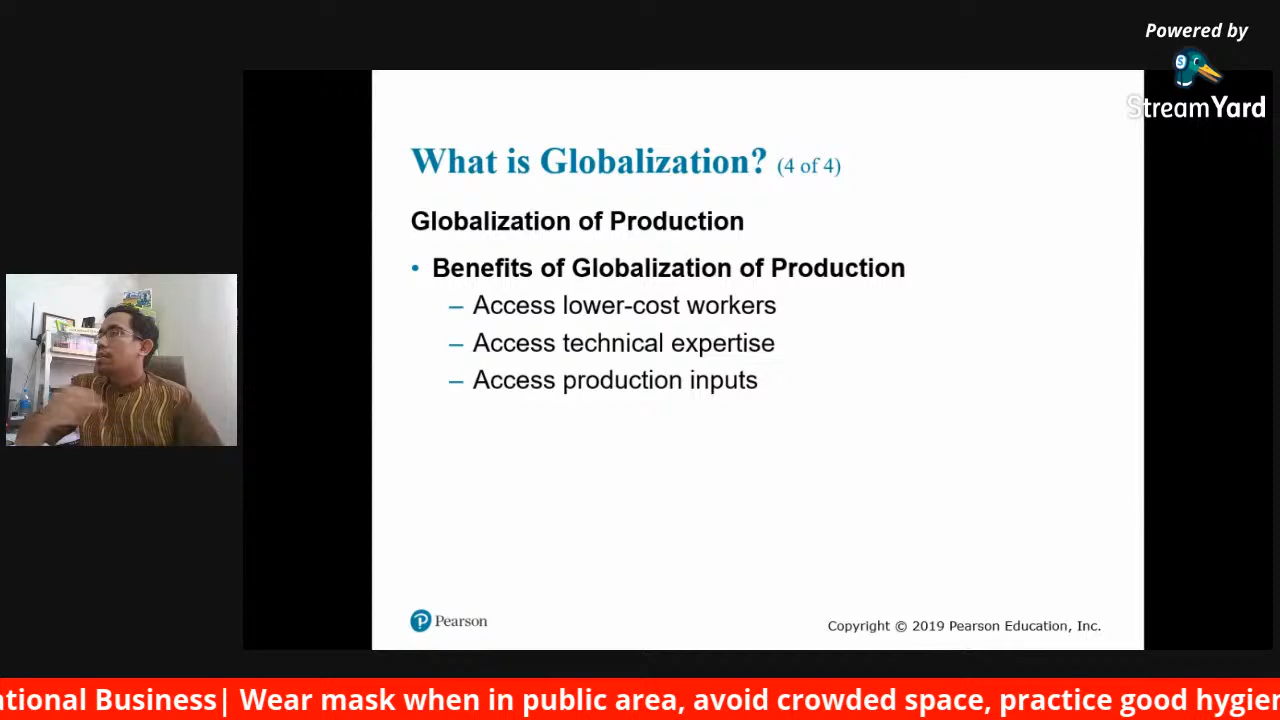 Powered by
StreamYard
What is Globalization? (4 of 4)
Globalization of Production
• Benefits of Globalization of Production
– Access lower-cost workers
– Access technical expertise
– Access production inputs
Pearson
Copyright © 2019 Pearson Education, Inc.
ational Business| Wear mask when in public area, avoid crowded space, practice good hygien